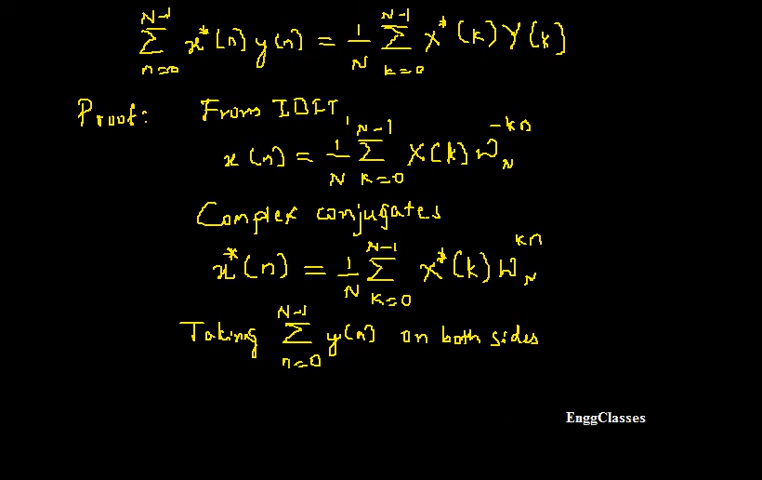 N-1 ∑ n=0 x*(n) y(n) = 1/N N-1 ∑ k=0 X*(k) Y(k)
Proof: From IDFT,
x(n) = 1/N N-1 ∑ k=0 X(k) W_N^-kn
Complex conjugates
x*(n) = 1/N N-1 ∑ k=0 X*(k) W_N^kn
Taking N-1 ∑ n=0 y(n) on both sides
EnggClasses